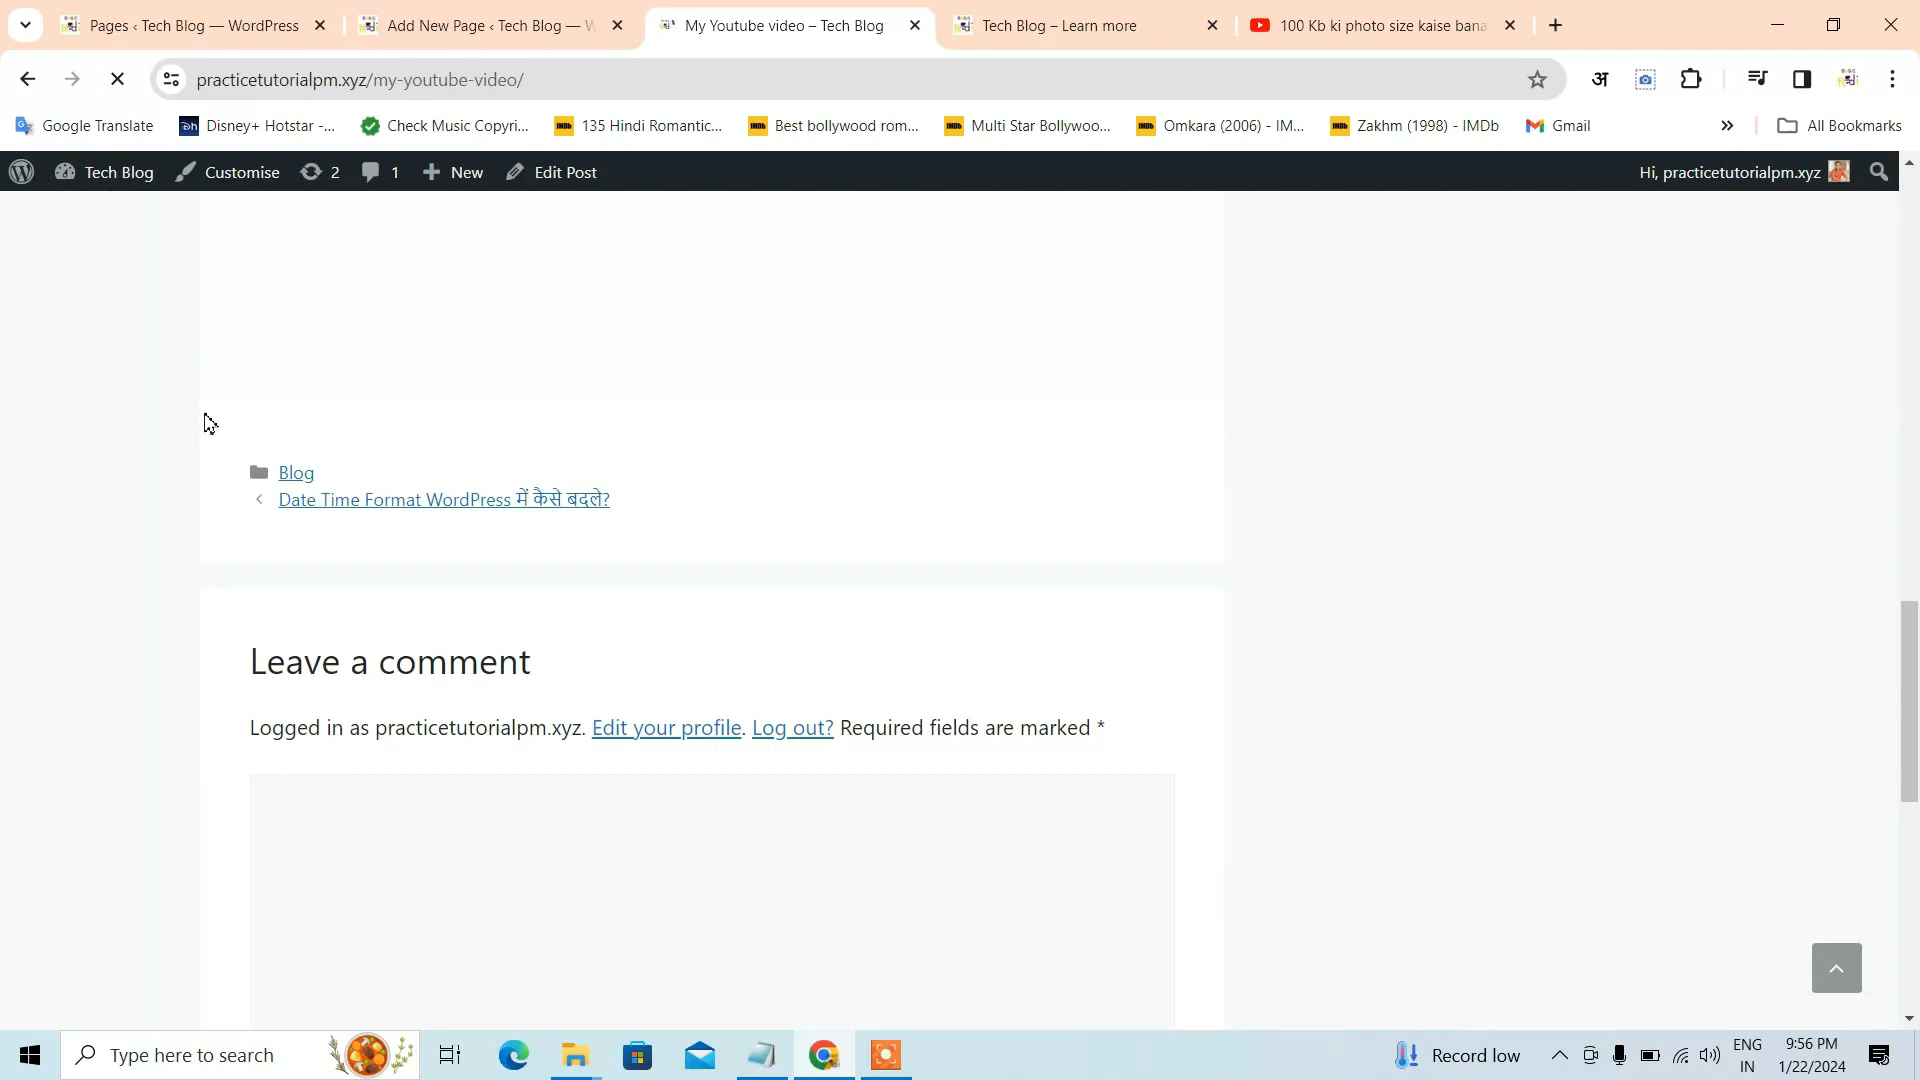 Pages ‹ Tech Blog — WordPress
Add New Page ‹ Tech Blog — W
My Youtube video – Tech Blog
Tech Blog – Learn more
100 Kb ki photo size kaise bana
practicetutorialpm.xyz/my-youtube-video/
अ
Google Translate
Disney+ Hotstar -...
Check Music Copyri...
135 Hindi Romantic...
Best bollywood rom...
Multi Star Bollywoo...
Omkara (2006) - IM...
Zakhm (1998) - IMDb
Gmail
All Bookmarks
Tech Blog
Customise
2
1
New
Edit Post
Hi, practicetutorialpm.xyz
Blog
Date Time Format WordPress में कैसे बदले?
Leave a comment
Logged in as practicetutorialpm.xyz. Edit your profile. Log out? Required fields are marked *
Type here to search
Record low
ENG
IN
9:56 PM
1/22/2024